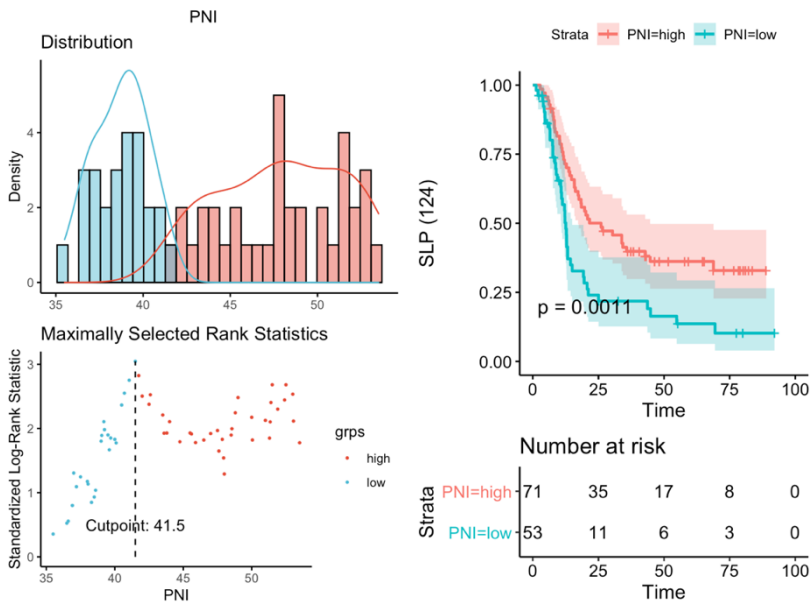 PNI
Distribution
Density
4
2
0
35
40
45
50
Maximally Selected Rank Statistics
Standardized Log-Rank Statistic
3
2
1
0
Cutpoint: 41.5
35
40
45
50
PNI
grps
high
low
Strata PNI=high PNI=low
SLP (124)
1.00
0.75
0.50
0.25
0.00
p = 0.0011
0 25 50 75 100
Time
Number at risk
Strata
PNI=high 71 35 17 8 0
PNI=low 53 11 6 3 0
0 25 50 75 100
Time